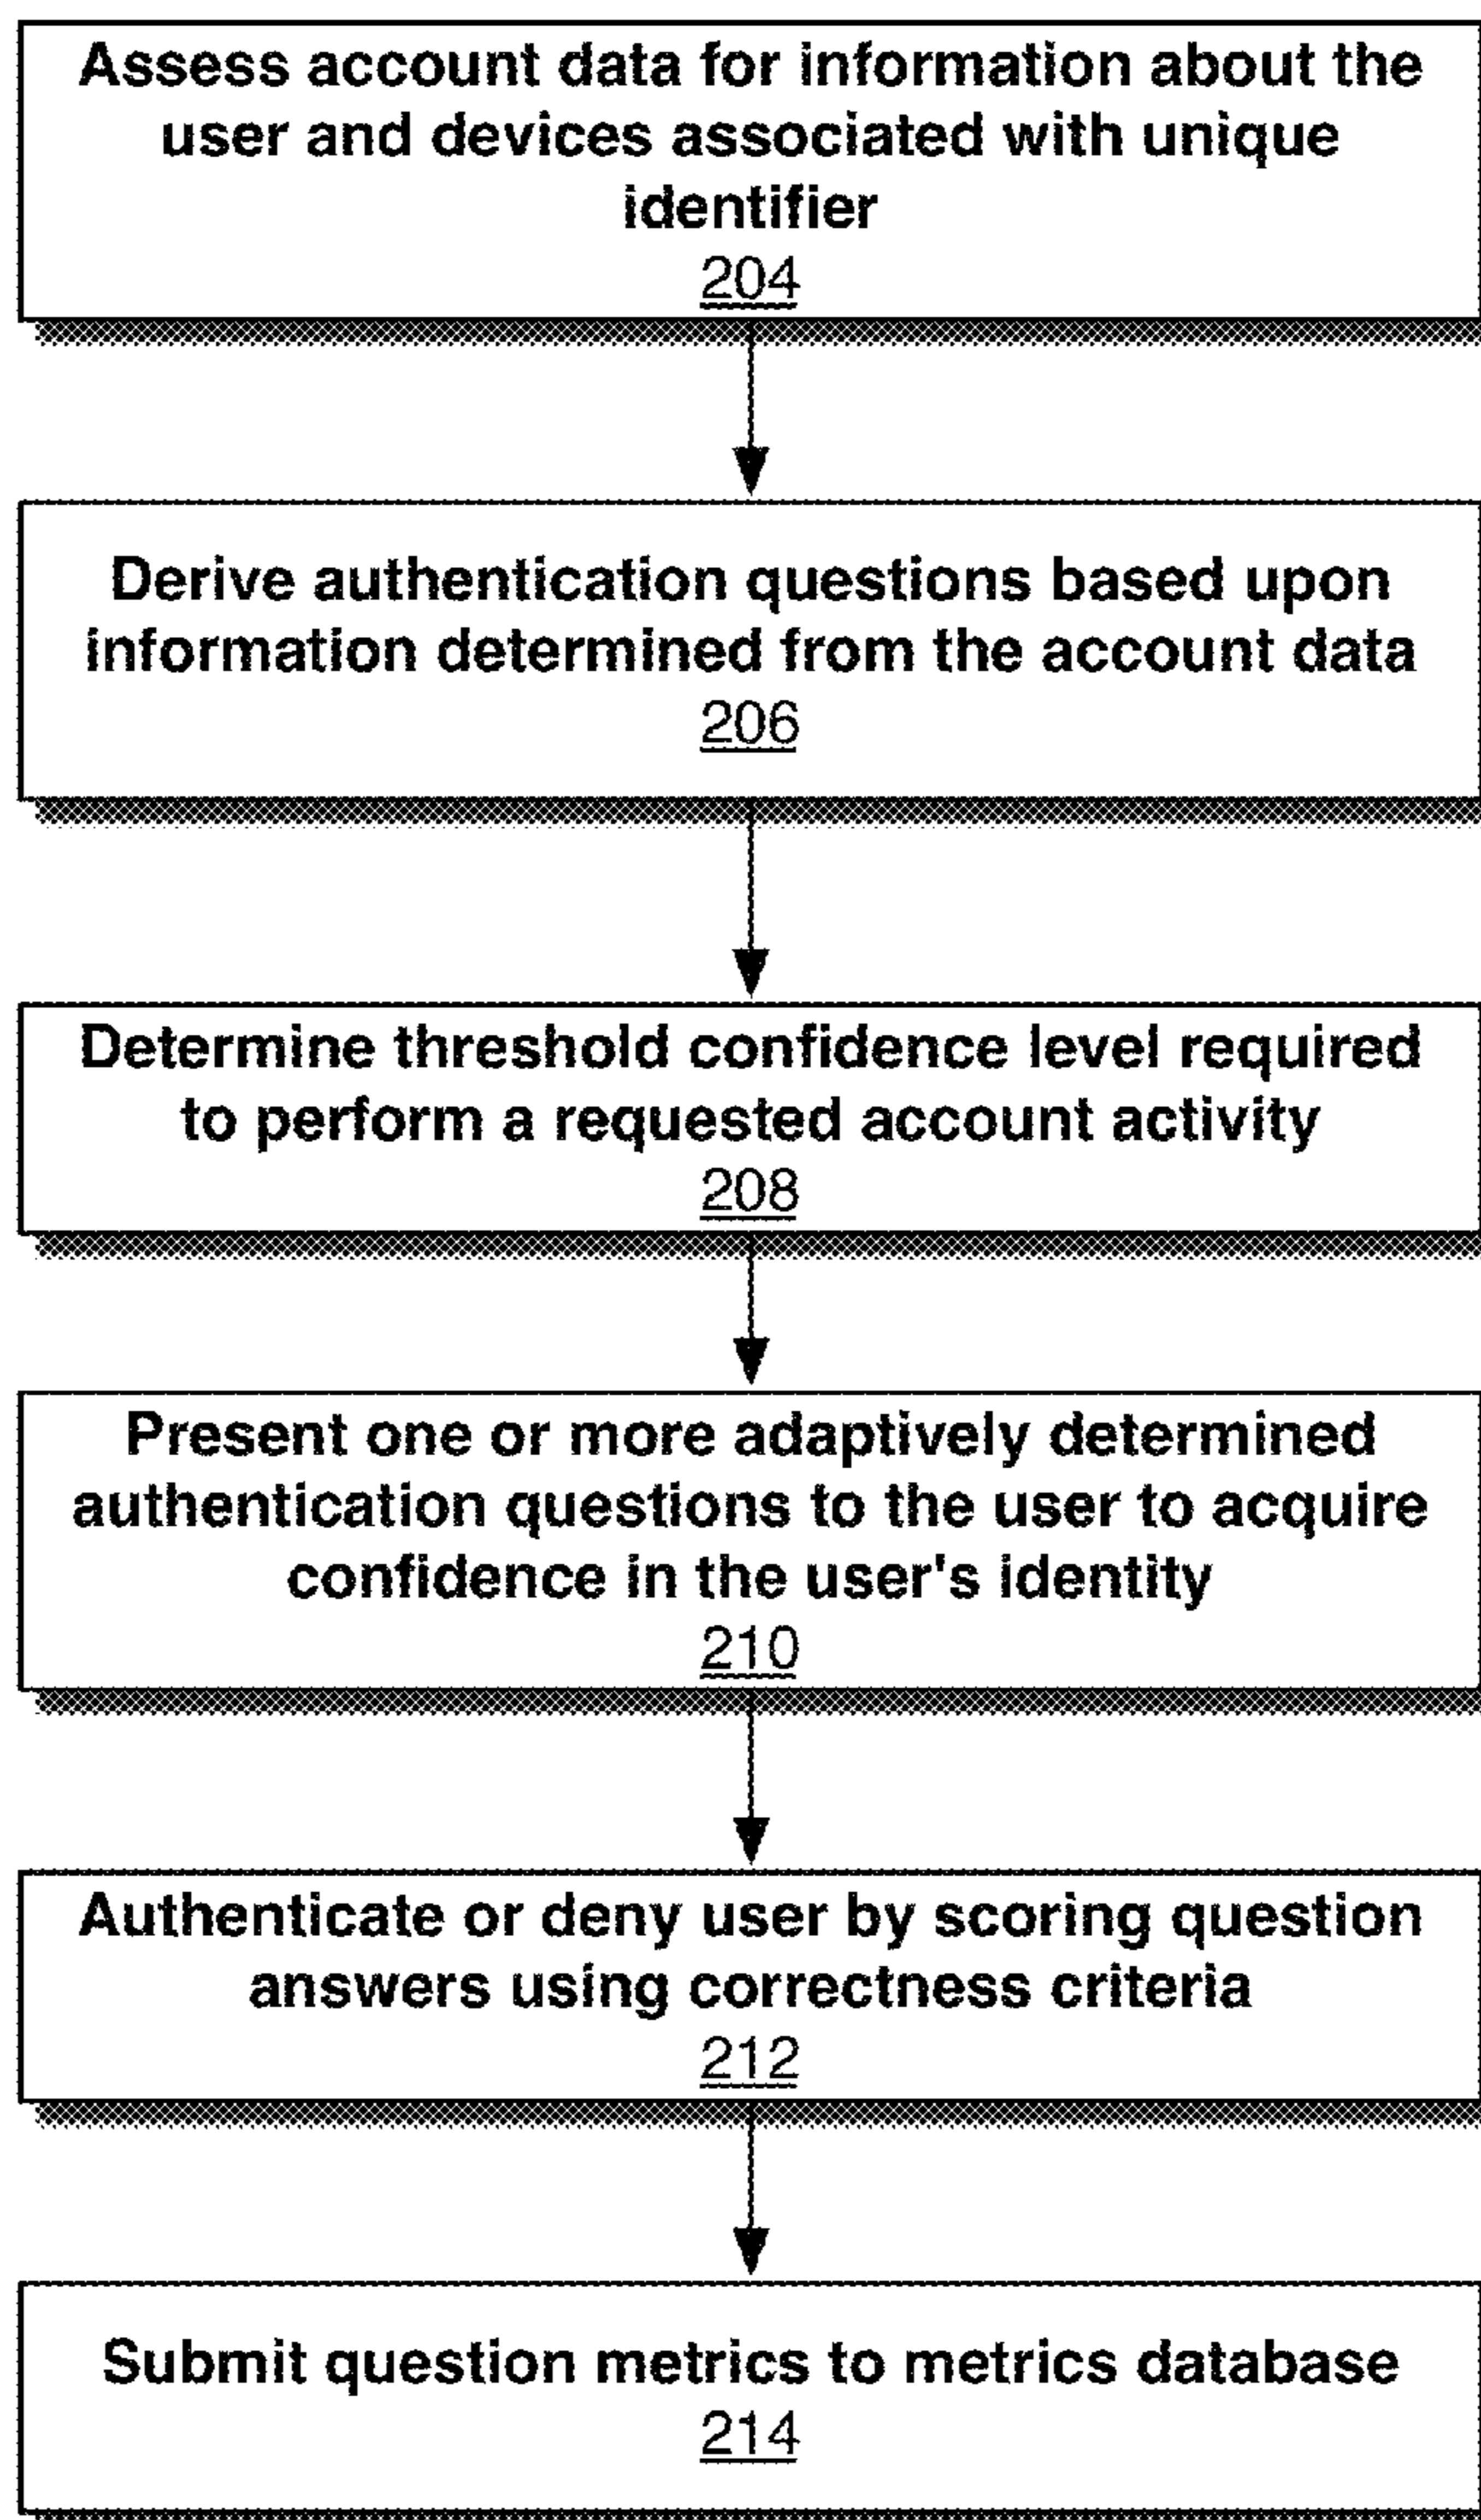 Assess account data for information about the
user and devices associated with unique
identifier
204
Derive authentication questions based upon
information determined from the account data
206
Determine threshold confidence level required
to perform a requested account activity
208
Present one or more adaptively determined
authentication questions to the user to acquire
confidence in the user's identity
210
Authenticate or deny user by scoring question
answers using correctness criteria
212
Submit question metrics to metrics database
214